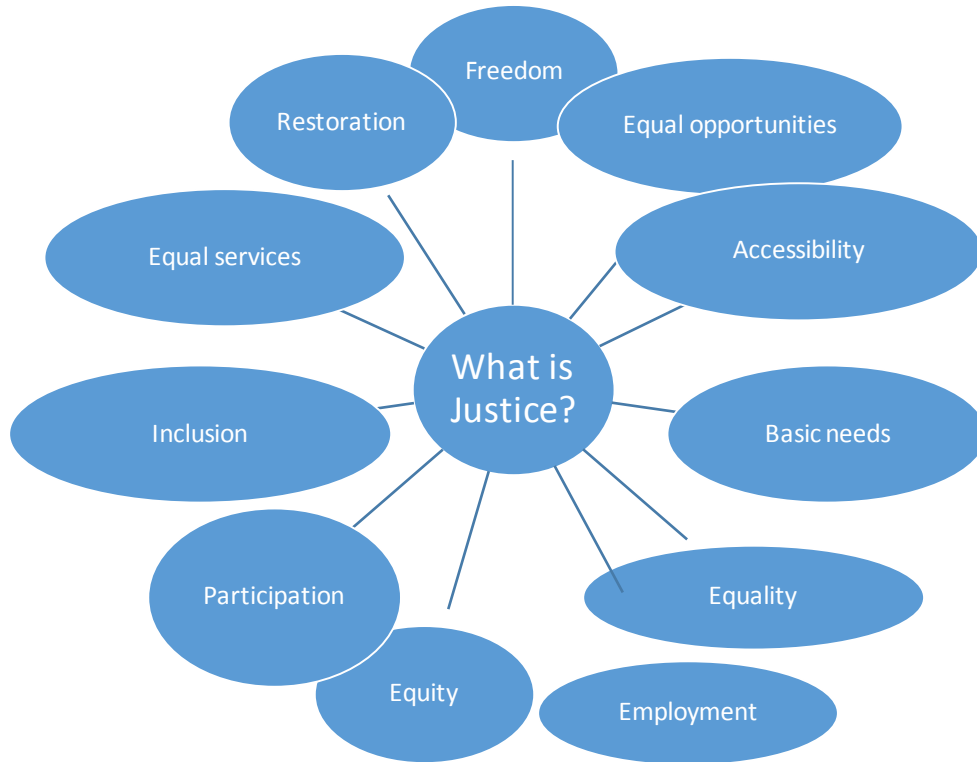 Freedom
Restoration
Equal opportunities
Equal services
Accessibility
What is
Justice?
Inclusion
Basic needs
Participation
Equality
Equity
Employment